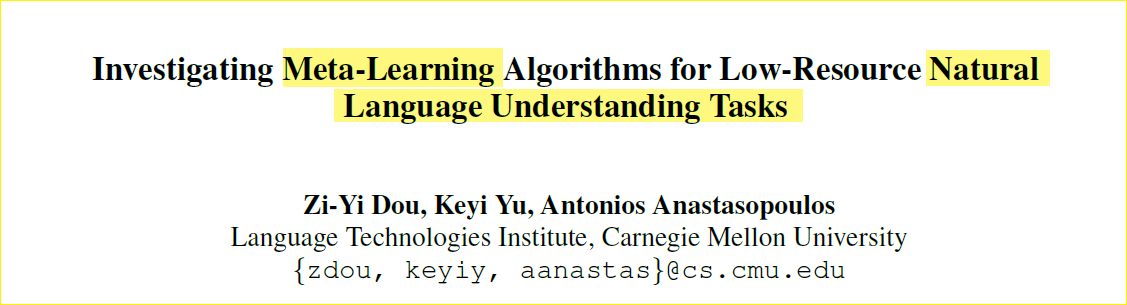 Investigating Meta-Learning Algorithms for Low-Resource Natural
Language Understanding Tasks
Zi-Yi Dou, Keyi Yu, Antonios Anastasopoulos
Language Technologies Institute, Carnegie Mellon University
{zdou, keyiy, aanastas}@cs.cmu.edu